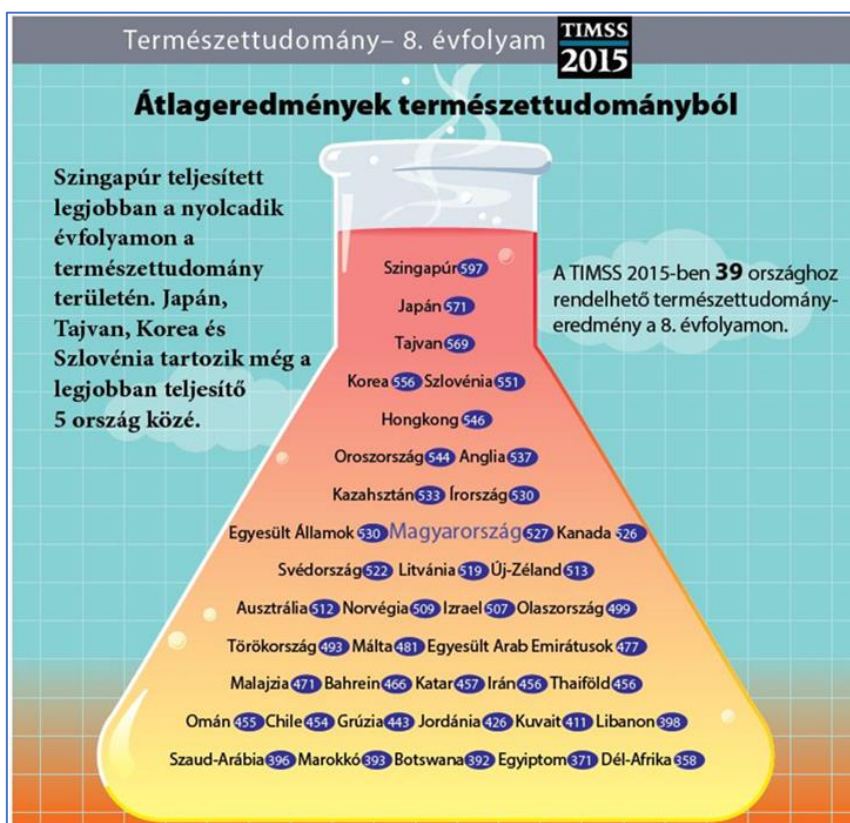 Természettudomány– 8. évfolyam
TIMSS
2015
Átlageredmények természettudományból
Szingapúr teljesített
legjobban a nyolcadik
évfolyamon a
természettudomány
területén. Japán,
Tajvan, Korea és
Szlovénia tartozik még a
legjobban teljesítő
5 ország közé.
A TIMSS 2015-ben 39 országhoz
rendelhető természettudomány-
eredmény a 8. évfolyamon.
Szingapúr 597
Japán 571
Tajvan 569
Korea 556 Szlovénia 551
Hongkong 546
Oroszország 544 Anglia 537
Kazahsztán 533 Írország 530
Egyesült Államok 530 Magyarország 527 Kanada 526
Svédország 522 Litvánia 519 Új-Zéland 513
Ausztrália 512 Norvégia 509 Izrael 507 Olaszország 499
Törökország 493 Málta 481 Egyesült Arab Emirátusok 477
Malajzia 471 Bahrein 466 Katar 457 Irán 456 Thaiföld 456
Omán 455 Chile 454 Grúzia 443 Jordánia 426 Kuvait 411 Libanon 398
Szaud-Arábia 396 Marokkó 393 Botswana 392 Egyiptom 371 Dél-Afrika 358